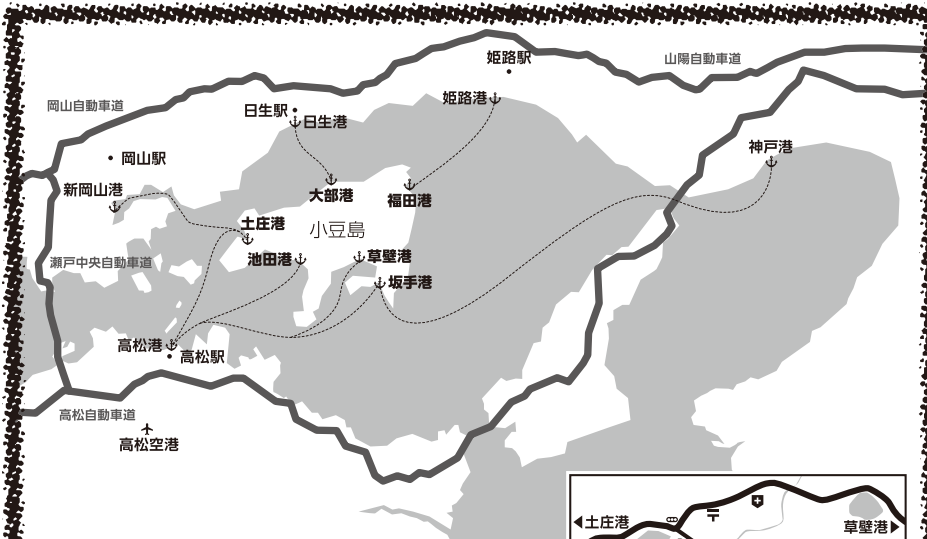 姫路駅
山陽自動車道
姫路港
岡山自動車道
日生駅
日生港
神戸港
岡山駅
新岡山港
大部港
福田港
土庄港
小豆島
池田港
草壁港
瀬戸中央自動車道
坂手港
高松港
高松駅
高松自動車道
高松空港
土庄港
草壁港